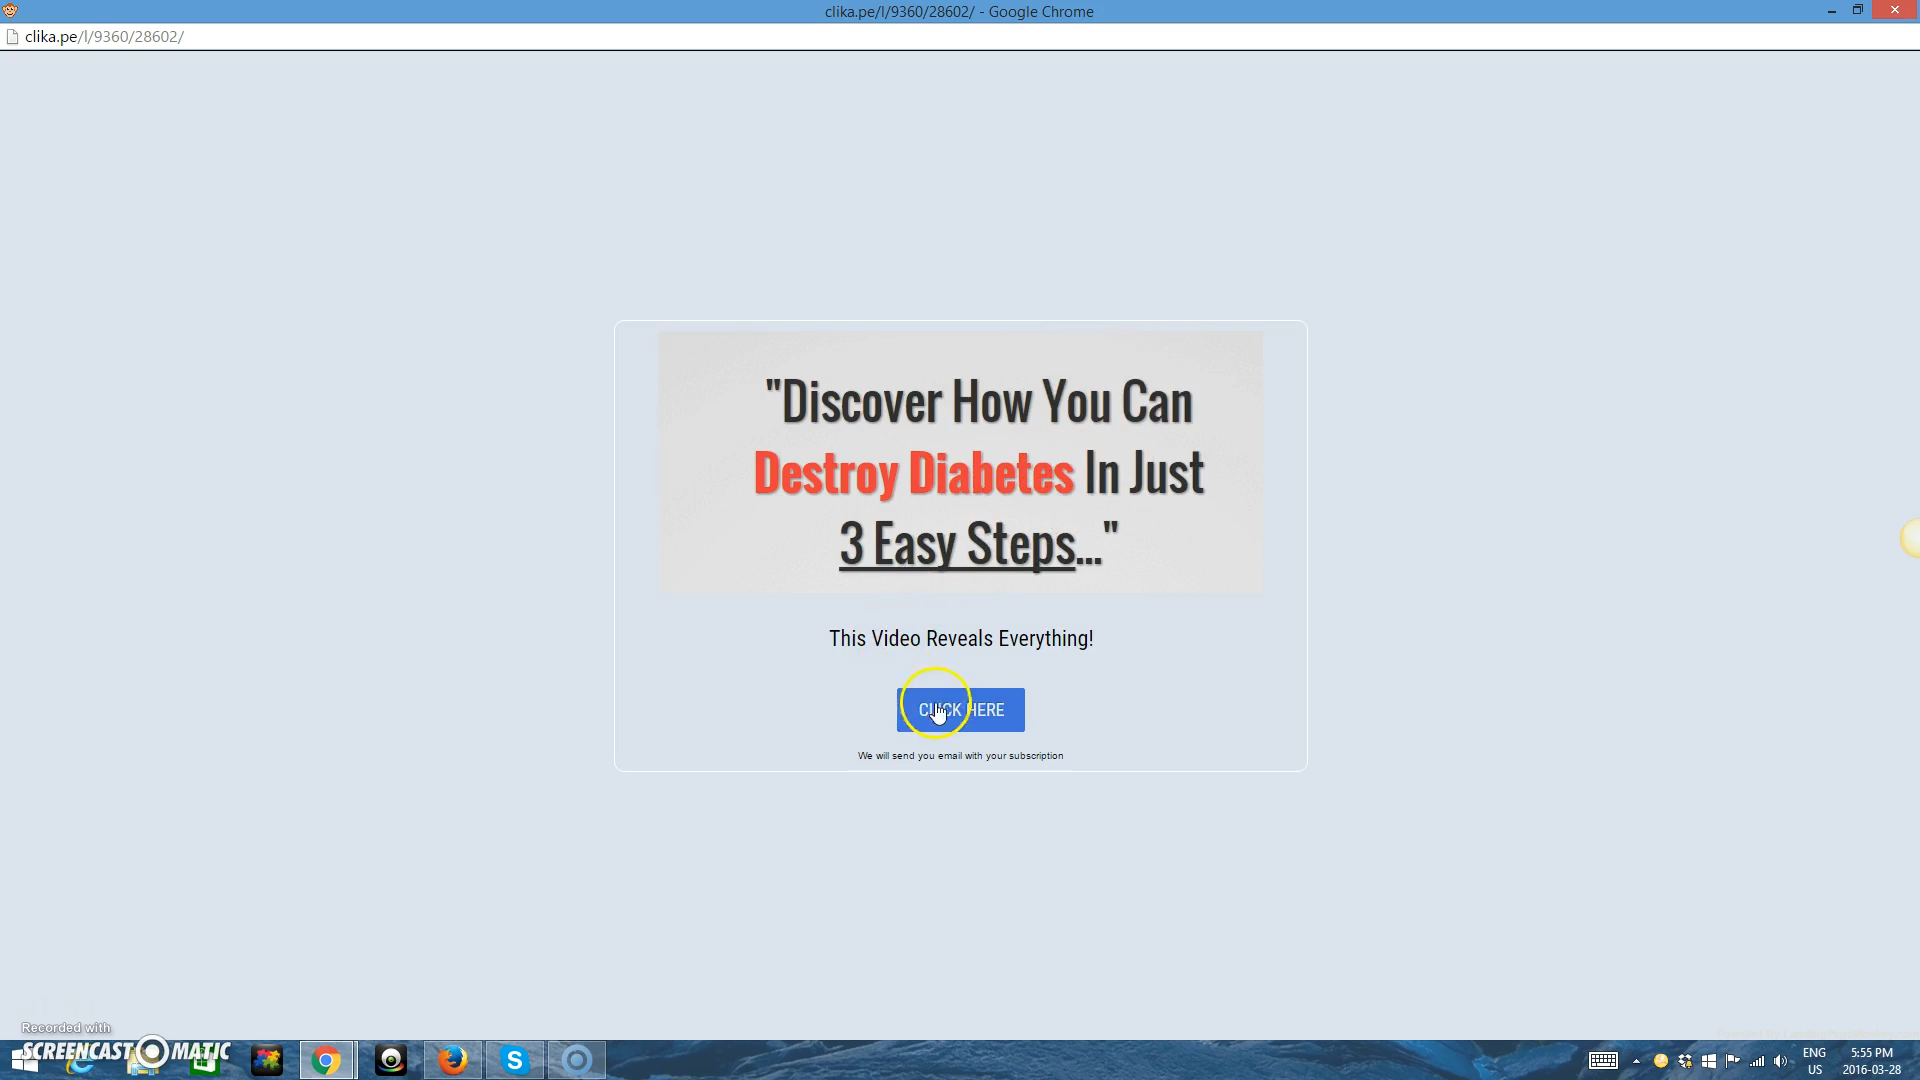 clika.pe/l/9360/28602/ - Google Chrome
clika.pe/l/9360/28602/
"Discover How You Can
Destroy Diabetes In Just
3 Easy Steps..."
This Video Reveals Everything!
CLICK HERE
We will send you email with your subscription
Recorded with
SCREENCAST MATIC
ENG
US
5:55 PM
2016-03-28